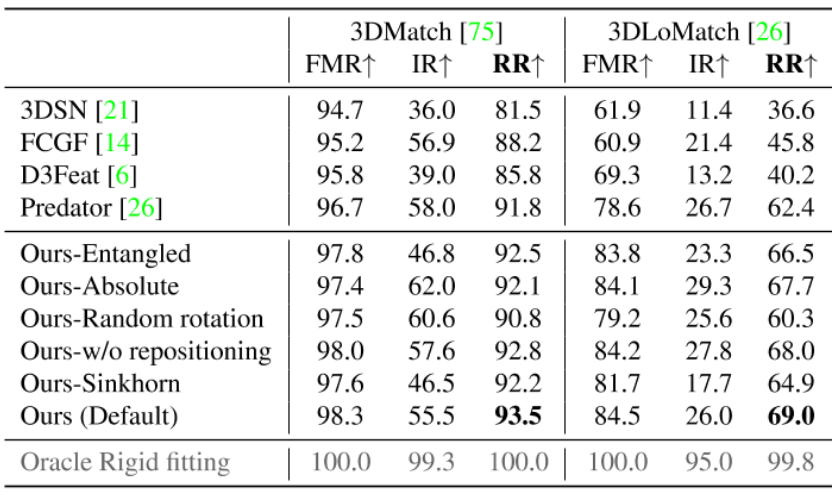 3DMatch [75] 3DLoMatch [26]
FMR↑ IR↑ RR↑ FMR↑ IR↑ RR↑
3DSN [21] 94.7 36.0 81.5 61.9 11.4 36.6
FCGF [14] 95.2 56.9 88.2 60.9 21.4 45.8
D3Feat [6] 95.8 39.0 85.8 69.3 13.2 40.2
Predator [26] 96.7 58.0 91.8 78.6 26.7 62.4
Ours-Entangled 97.8 46.8 92.5 83.8 23.3 66.5
Ours-Absolute 97.4 62.0 92.1 84.1 29.3 67.7
Ours-Random rotation 97.5 60.6 90.8 79.2 25.6 60.3
Ours-w/o repositioning 98.0 57.6 92.8 84.2 27.8 68.0
Ours-Sinkhorn 97.6 46.5 92.2 81.7 17.7 64.9
Ours (Default) 98.3 55.5 93.5 84.5 26.0 69.0
Oracle Rigid fitting 100.0 99.3 100.0 100.0 95.0 99.8